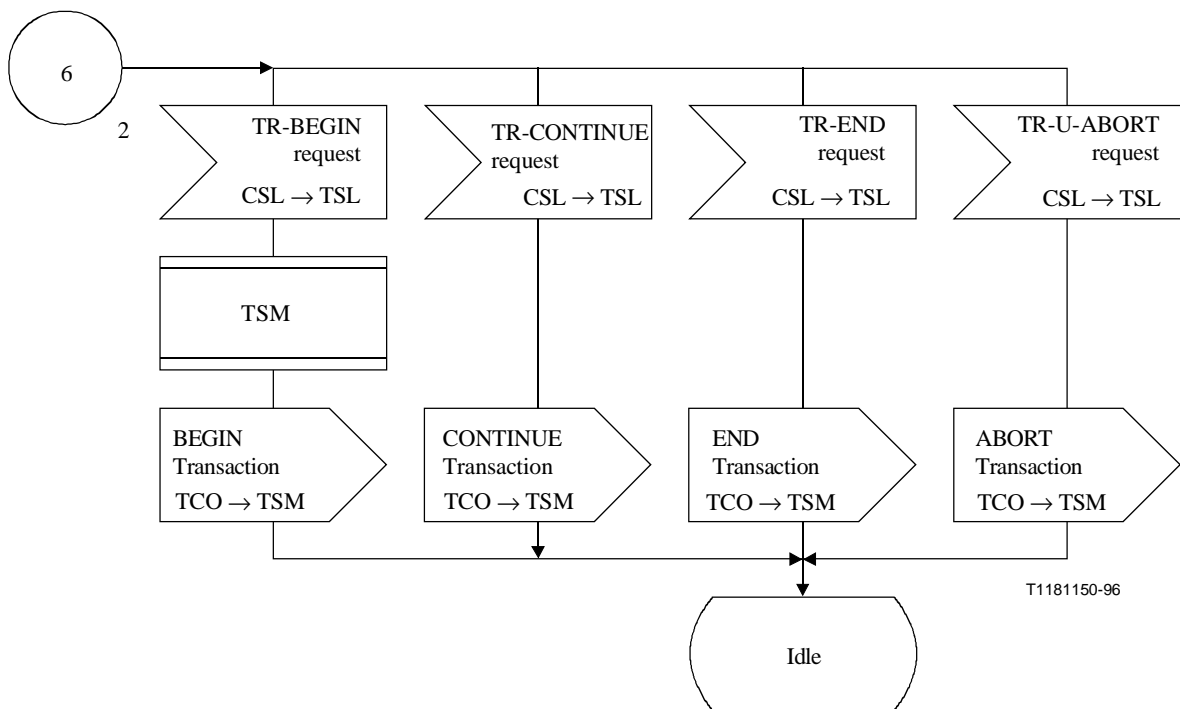 6
2
TR-BEGIN
request
CSL → TSL
TR-CONTINUE
request
CSL → TSL
TR-END
request
CSL → TSL
TR-U-ABORT
request
CSL → TSL
TSM
BEGIN
Transaction
TCO → TSM
CONTINUE
Transaction
TCO → TSM
END
Transaction
TCO → TSM
ABORT
Transaction
TCO → TSM
T1181150-96
Idle